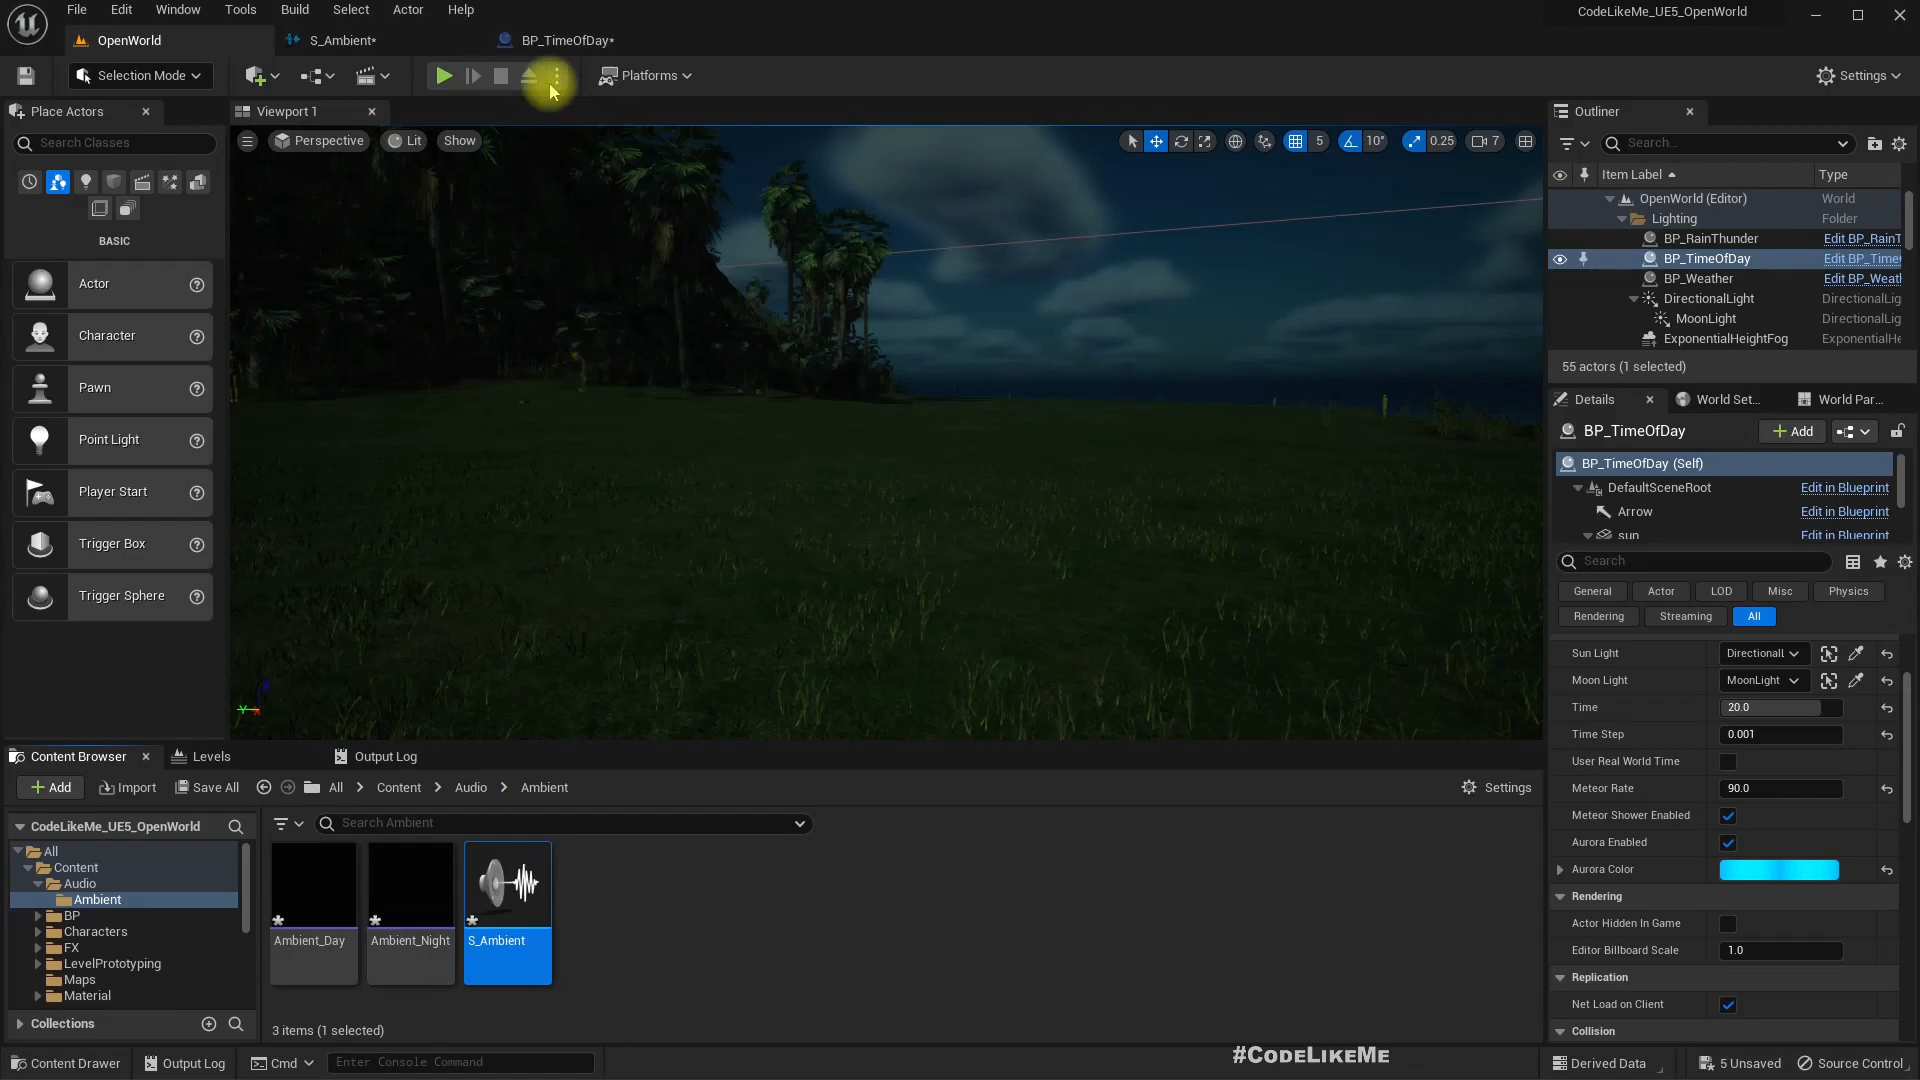 File Edit Window Tools Build Select Actor Help
CodeLikeMe_UE5_OpenWorld
OpenWorld
S_Ambient*
BP_TimeOfDay*
Selection Mode
Platforms
Settings
Place Actors
Viewport 1
Outliner
Search Classes
Perspective
Lit
Show
5
10°
0.25
7
Search...
Item Label
Type
OpenWorld (Editor) World
Lighting Folder
BP_RainThunder Edit BP_RainT
BP_TimeOfDay Edit BP_Time
BP_Weather Edit BP_Weat
DirectionalLight DirectionalLig
MoonLight DirectionalLig
ExponentialHeightFog ExponentialHe
55 actors (1 selected)
BASIC
Actor
Character
Pawn
Point Light
Player Start
Trigger Box
Trigger Sphere
Details
World Set...
World Par...
BP_TimeOfDay
Add
BP_TimeOfDay (Self)
DefaultSceneRoot Edit in Blueprint
Arrow Edit in Blueprint
sun Edit in Blueprint
Search
General Actor LOD Misc Physics
Rendering Streaming All
Sun Light DirectionalL
Moon Light MoonLight
Time 20.0
Time Step 0.001
User Real World Time
Meteor Rate 90.0
Meteor Shower Enabled
Aurora Enabled
Aurora Color
Rendering
Actor Hidden In Game
Editor Billboard Scale 1.0
Replication
Net Load on Client
Collision
Content Browser
Levels
Output Log
Add
Import
Save All
All
Content
Audio
Ambient
Settings
CodeLikeMe_UE5_OpenWorld
Search Ambient
All
Content
Audio
Ambient
BP
Characters
FX
LevelPrototyping
Maps
Material
Collections
Ambient_Day
Ambient_Night
S_Ambient
3 items (1 selected)
#CODELIKEME
Content Drawer
Output Log
Cmd
Enter Console Command
Derived Data
5 Unsaved
Source Control